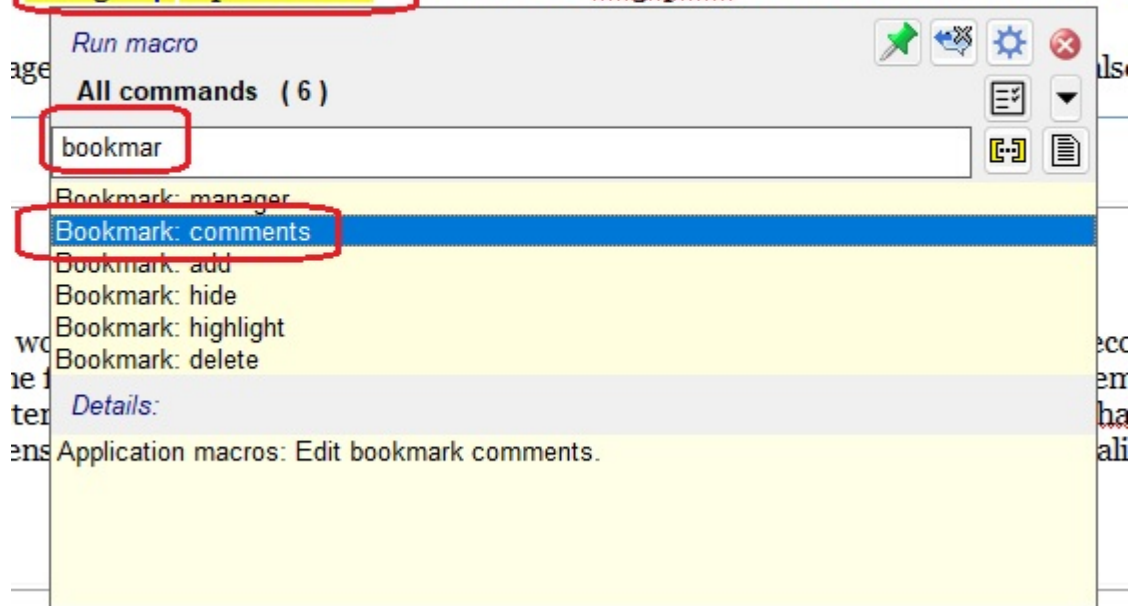 Run macro
All commands ( 6 )
bookmar
Bookmark: manager
Bookmark: comments
Bookmark: add
Bookmark: hide
Bookmark: highlight
Bookmark: delete
Details:
Application macros: Edit bookmark comments.